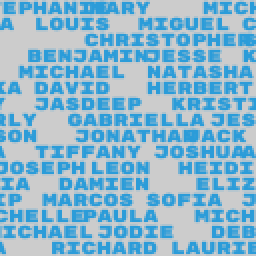 STEPHANIE MARY MICH
A LOUIS MIGUEL C
CHRISTOPHER
BENJAMIN JESSE K
MICHAEL NATASHA
IA DAVID HERBERT
Y JASDEEP KRISTI
RLY GABRIELLA JES
SON JONATHAN JACK
A TIFFANY JOSHUA
JOSEPH LEON HEIDI
IA DAMIEN ELIZ
IP MARCOS SOFIA J
CHELLE PAULA MICH
MICHAEL JODIE DEB
A RICHARD LAURIE